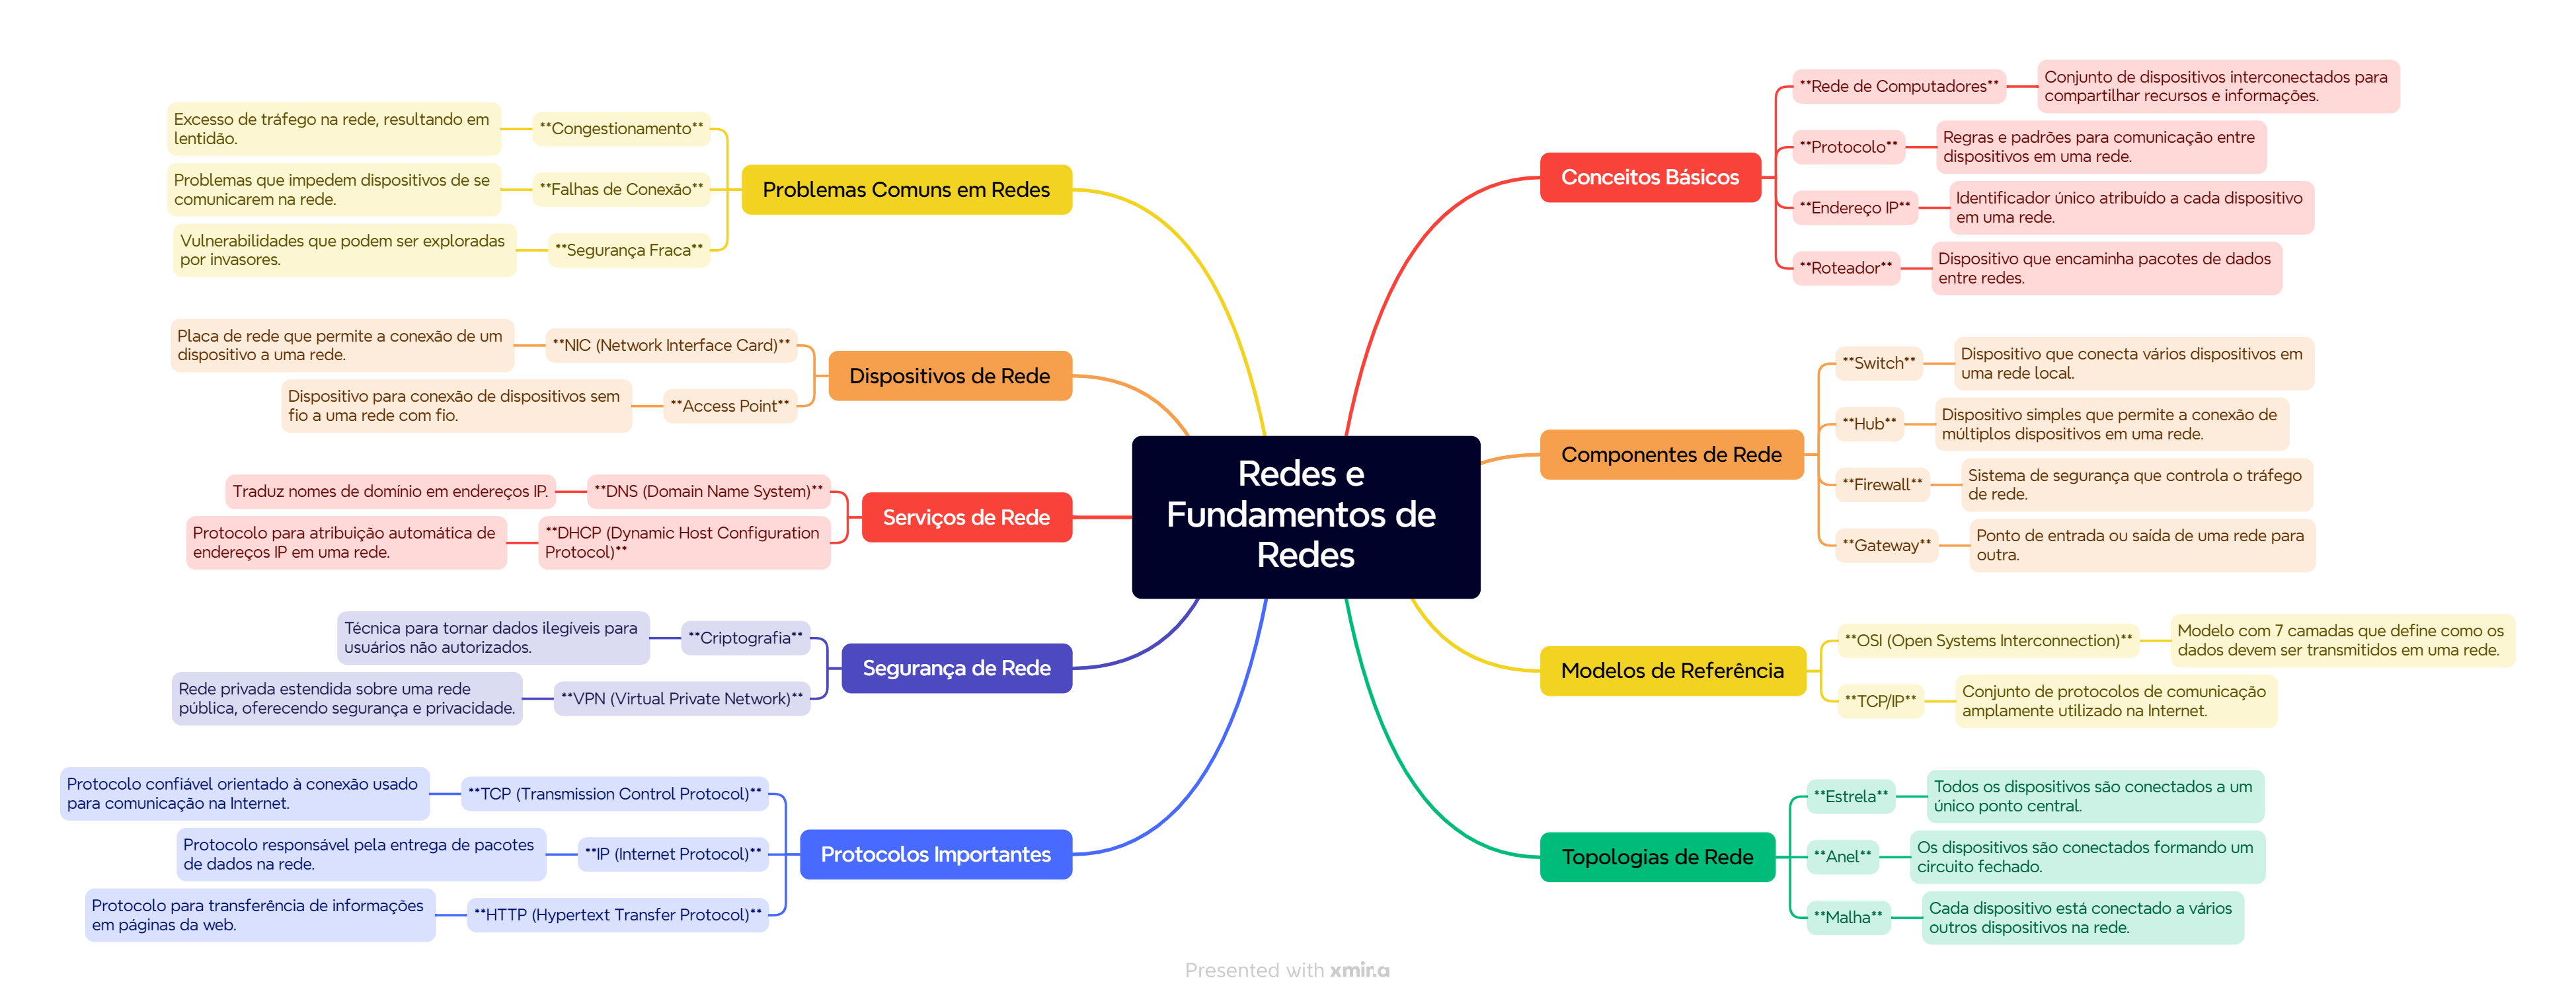 Redes e
Fundamentos de
Redes
Conceitos Básicos
**Rede de Computadores**
Conjunto de dispositivos interconectados para
compartilhar recursos e informações.
**Protocolo**
Regras e padrões para comunicação entre
dispositivos em uma rede.
**Endereço IP**
Identificador único atribuído a cada dispositivo
em uma rede.
**Roteador**
Dispositivo que encaminha pacotes de dados
entre redes.
Componentes de Rede
**Switch**
Dispositivo que conecta vários dispositivos em
uma rede local.
**Hub**
Dispositivo simples que permite a conexão de
múltiplos dispositivos em uma rede.
**Firewall**
Sistema de segurança que controla o tráfego
de rede.
**Gateway**
Ponto de entrada ou saída de uma rede para
outra.
Modelos de Referência
**OSI (Open Systems Interconnection)**
Modelo com 7 camadas que define como os
dados devem ser transmitidos em uma rede.
**TCP/IP**
Conjunto de protocolos de comunicação
amplamente utilizado na Internet.
Topologias de Rede
**Estrela**
Todos os dispositivos são conectados a um
único ponto central.
**Anel**
Os dispositivos são conectados formando um
circuito fechado.
**Malha**
Cada dispositivo está conectado a vários
outros dispositivos na rede.
Problemas Comuns em Redes
**Congestionamento**
Excesso de tráfego na rede, resultando em
lentidão.
**Falhas de Conexão**
Problemas que impedem dispositivos de se
comunicarem na rede.
**Segurança Fraca**
Vulnerabilidades que podem ser exploradas
por invasores.
Dispositivos de Rede
**NIC (Network Interface Card)**
Placa de rede que permite a conexão de um
dispositivo a uma rede.
**Access Point**
Dispositivo para conexão de dispositivos sem
fio a uma rede com fio.
Serviços de Rede
**DNS (Domain Name System)**
Traduz nomes de domínio em endereços IP.
**DHCP (Dynamic Host Configuration
Protocol)**
Protocolo para atribuição automática de
endereços IP em uma rede.
Segurança de Rede
**Criptografia**
Técnica para tornar dados ilegíveis para
usuários não autorizados.
**VPN (Virtual Private Network)**
Rede privada estendida sobre uma rede
pública, oferecendo segurança e privacidade.
Protocolos Importantes
**TCP (Transmission Control Protocol)**
Protocolo confiável orientado à conexão usado
para comunicação na Internet.
**IP (Internet Protocol)**
Protocolo responsável pela entrega de pacotes
de dados na rede.
**HTTP (Hypertext Transfer Protocol)**
Protocolo para transferência de informações
em páginas da web.
Presented with xmir.a